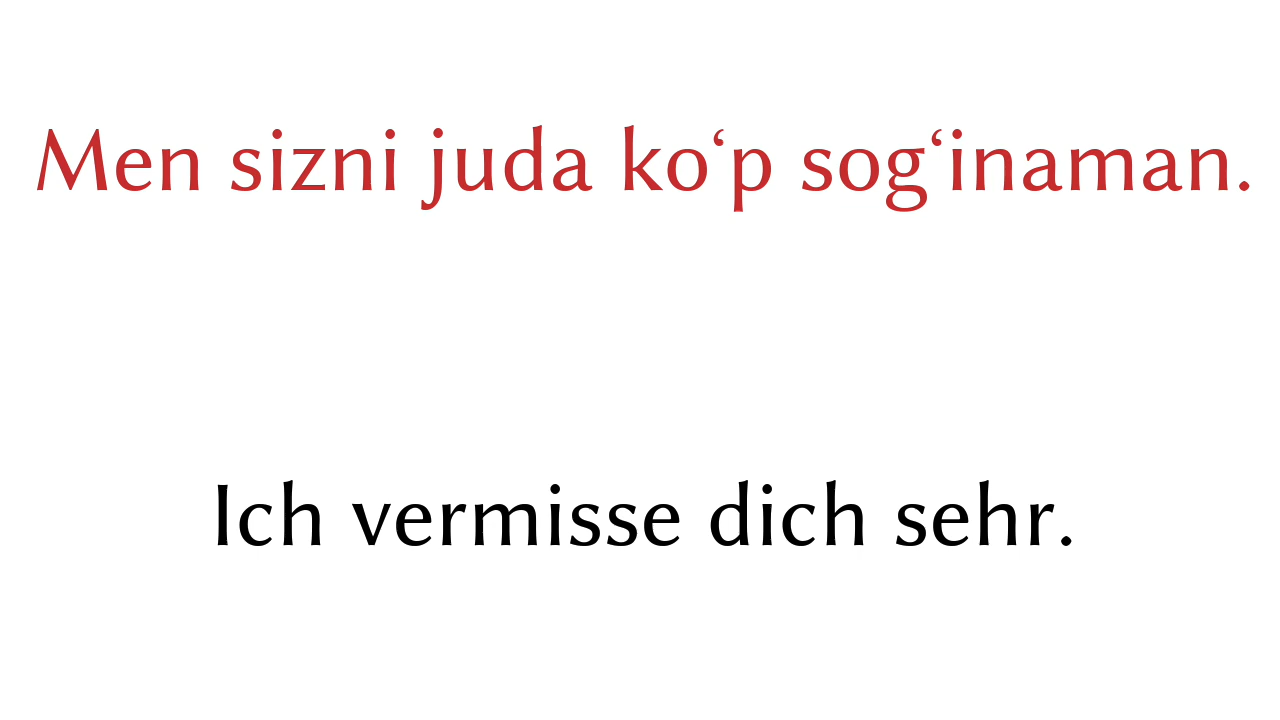 Men sizni juda ko‘p sog‘inaman.
Ich vermisse dich sehr.